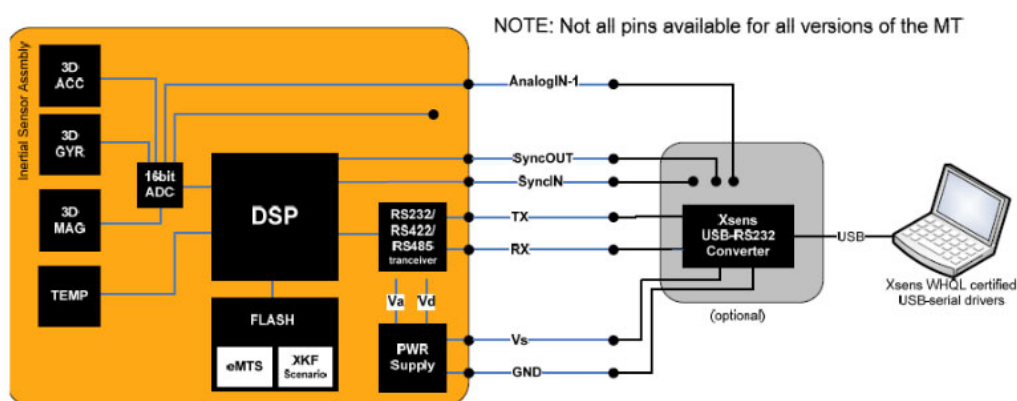 NOTE: Not all pins available for all versions of the MT
Inertial Sensor Assmbly
3D
ACC
3D
GYR
16bit
ADC
3D
MAG
TEMP
DSP
FLASH
eMTS
XKF
Scenario
RS232/
RS422/
RS485
tranceiver
Va
Vd
PWR
Supply
AnalogIN-1
SyncOUT
SyncIN
TX
RX
Vs
GND
Xsens
USB-RS232
Converter
(optional)
USB
Xsens WHQL certified
USB-serial drivers